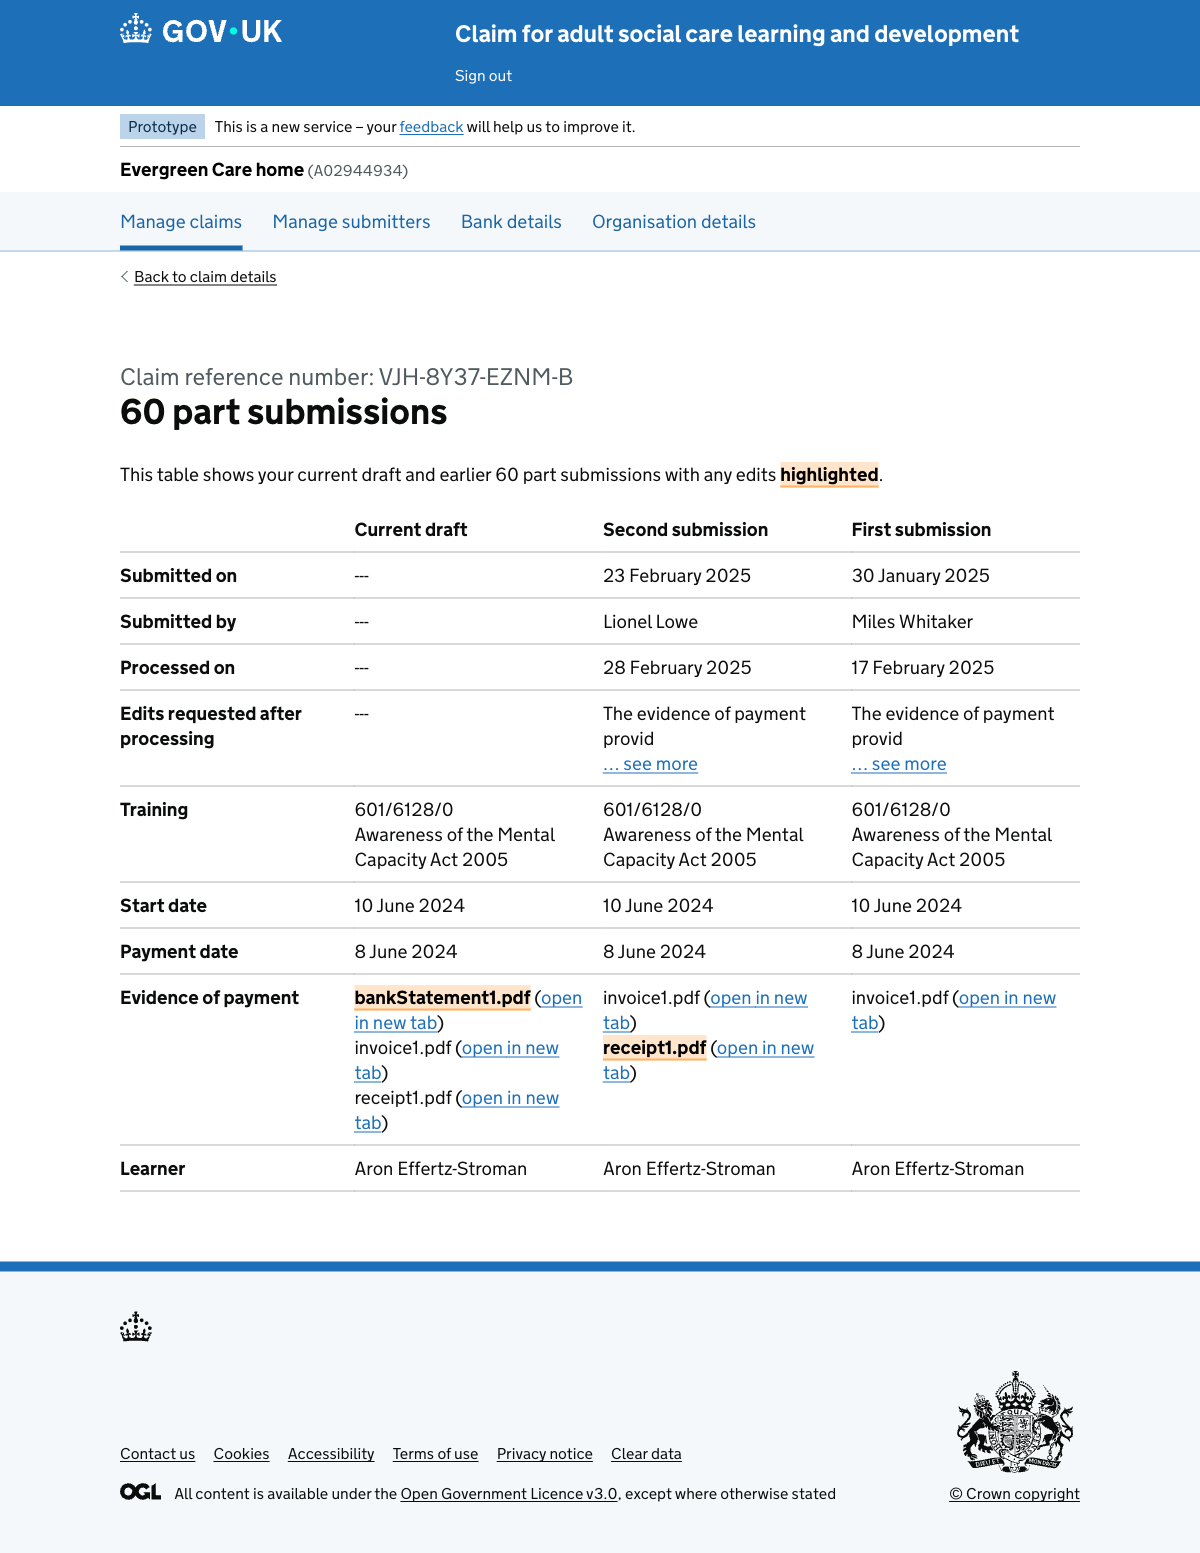 GOV·UK
Claim for adult social care learning and development
Sign out
Prototype This is a new service – your feedback will help us to improve it.
Evergreen Care home (A02944934)
Manage claims Manage submitters Bank details Organisation details
Back to claim details
Claim reference number: VJH-8Y37-EZNM-B
60 part submissions
This table shows your current draft and earlier 60 part submissions with any edits highlighted.
Current draft Second submission First submission
Submitted on --- 23 February 2025 30 January 2025
Submitted by --- Lionel Lowe Miles Whitaker
Processed on --- 28 February 2025 17 February 2025
Edits requested after --- The evidence of payment The evidence of payment
processing provid provid
… see more … see more
Training 601/6128/0 601/6128/0 601/6128/0
Awareness of the Mental Awareness of the Mental Awareness of the Mental
Capacity Act 2005 Capacity Act 2005 Capacity Act 2005
Start date 10 June 2024 10 June 2024 10 June 2024
Payment date 8 June 2024 8 June 2024 8 June 2024
Evidence of payment bankStatement1.pdf (open invoice1.pdf (open in new invoice1.pdf (open in new
in new tab) tab) tab)
invoice1.pdf (open in new receipt1.pdf (open in new
tab) tab)
receipt1.pdf (open in new
tab)
Learner Aron Effertz-Stroman Aron Effertz-Stroman Aron Effertz-Stroman
Contact us Cookies Accessibility Terms of use Privacy notice Clear data
OGL All content is available under the Open Government Licence v3.0, except where otherwise stated
© Crown copyright